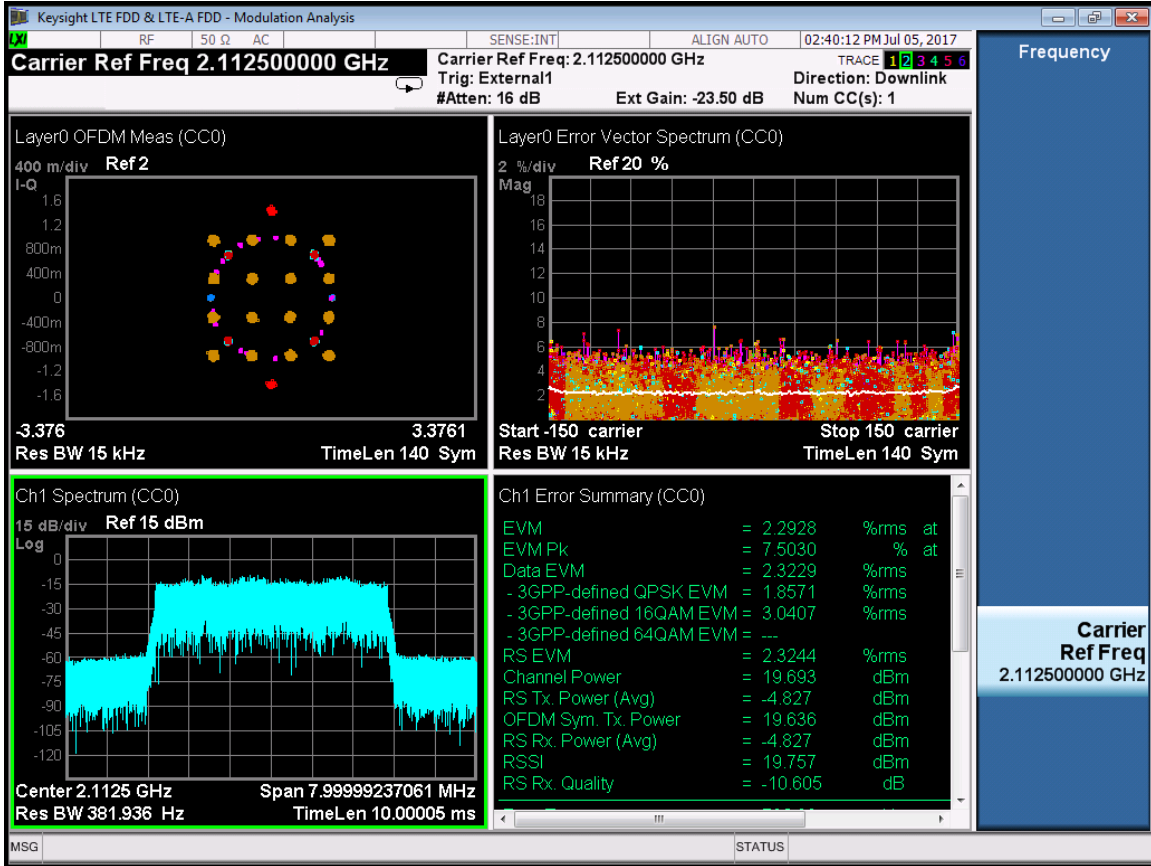 Keysight LTE FDD & LTE-A FDD - Modulation Analysis
LXI RF 50 Ω AC SENSE:INT ALIGN AUTO 02:40:12 PM Jul 05, 2017
Carrier Ref Freq 2.112500000 GHz
Carrier Ref Freq: 2.112500000 GHz
Trig: External1
#Atten: 16 dB Ext Gain: -23.50 dB
TRACE 1 2 3 4 5 6
Direction: Downlink
Num CC(s): 1
Layer0 OFDM Meas (CC0)
400 m/div Ref 2
I-Q
1.6
1.2
800m
400m
0
-400m
-800m
-1.2
-1.6
-3.376 3.3761
Res BW 15 kHz TimeLen 140 Sym
Layer0 Error Vector Spectrum (CC0)
2 %/div Ref 20 %
Mag
18
16
14
12
10
8
6
4
2
Start -150 carrier Stop 150 carrier
Res BW 15 kHz TimeLen 140 Sym
Ch1 Spectrum (CC0)
15 dB/div Ref 15 dBm
Log
0
-15
-30
-45
-60
-75
-90
-105
-120
Center 2.1125 GHz Span 7.99999237061 MHz
Res BW 381.936 Hz TimeLen 10.00005 ms
Ch1 Error Summary (CC0)
EVM = 2.2928 %rms at
EVM Pk = 7.5030 % at
Data EVM = 2.3229 %rms
- 3GPP-defined QPSK EVM = 1.8571 %rms
- 3GPP-defined 16QAM EVM = 3.0407 %rms
- 3GPP-defined 64QAM EVM = ---
RS EVM = 2.3244 %rms
Channel Power = 19.693 dBm
RS Tx. Power (Avg) = -4.827 dBm
OFDM Sym. Tx. Power = 19.636 dBm
RS Rx. Power (Avg) = -4.827 dBm
RSSI = 19.757 dBm
RS Rx. Quality = -10.605 dB
Frequency
Carrier
Ref Freq
2.112500000 GHz
MSG STATUS